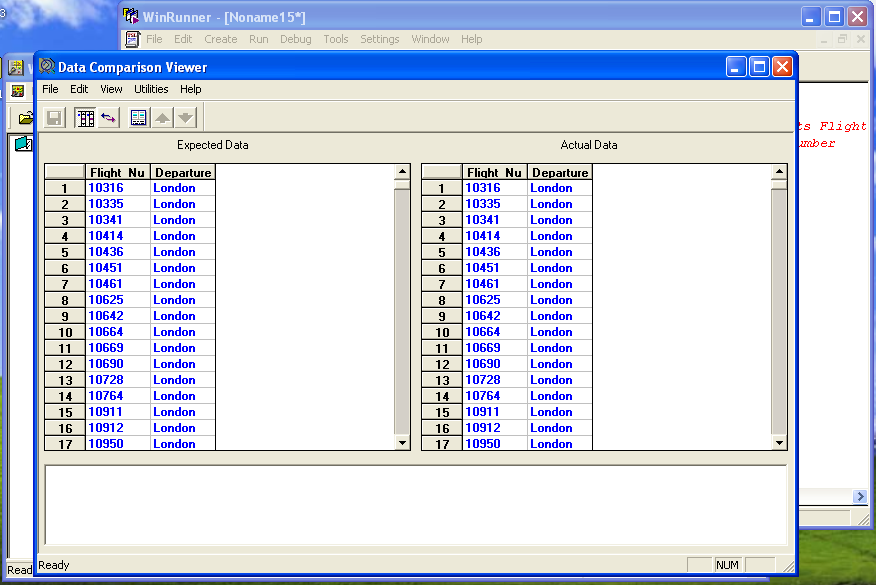 WinRunner - [Noname15*]
File Edit Create Run Debug Tools Settings Window Help
Data Comparison Viewer
File Edit View Utilities Help
ts Flight
umber
Expected Data Actual Data
Flight_Nu Departure Flight_Nu Departure
1 10316 London 1 10316 London
2 10335 London 2 10335 London
3 10341 London 3 10341 London
4 10414 London 4 10414 London
5 10436 London 5 10436 London
6 10451 London 6 10451 London
7 10461 London 7 10461 London
8 10625 London 8 10625 London
9 10642 London 9 10642 London
10 10664 London 10 10664 London
11 10669 London 11 10669 London
12 10690 London 12 10690 London
13 10728 London 13 10728 London
14 10764 London 14 10764 London
15 10911 London 15 10911 London
16 10912 London 16 10912 London
17 10950 London 17 10950 London
Ready NUM
Read